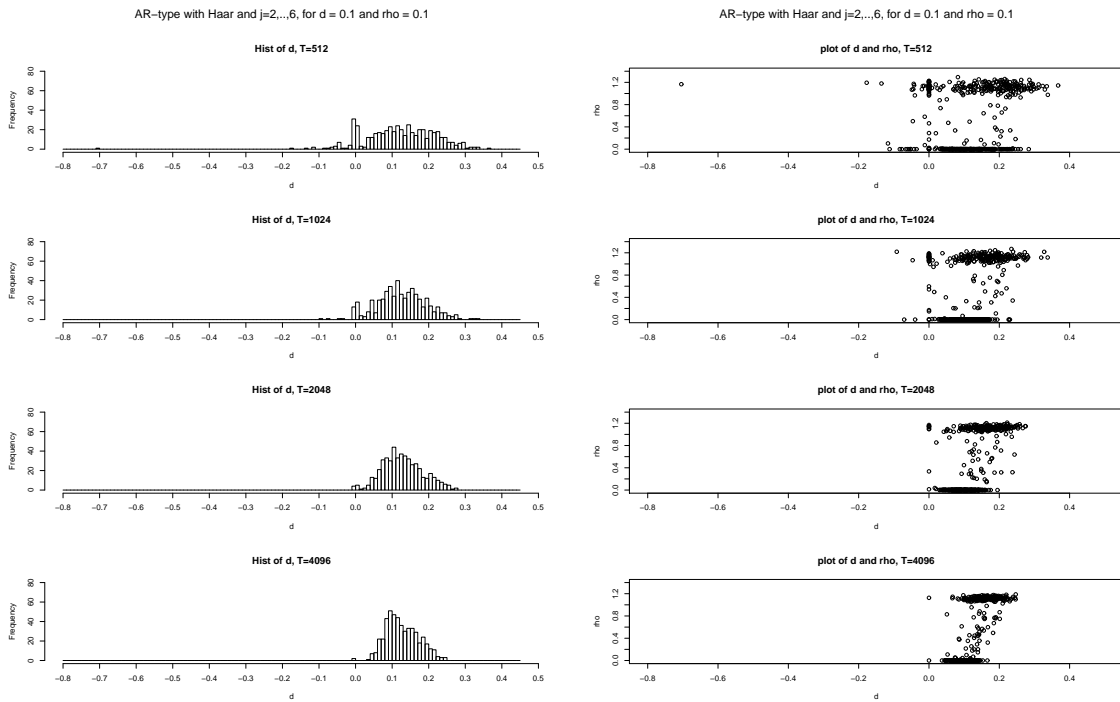 AR−type with Haar and j=2,..,6, for d = 0.1 and rho = 0.1
Hist of d, T=512
Frequency
0 20 40 60 80
−0.8 −0.7 −0.6 −0.5 −0.4 −0.3 −0.2 −0.1 0.0 0.1 0.2 0.3 0.4 0.5
d
Hist of d, T=1024
Frequency
0 20 40 60 80
−0.8 −0.7 −0.6 −0.5 −0.4 −0.3 −0.2 −0.1 0.0 0.1 0.2 0.3 0.4 0.5
d
Hist of d, T=2048
Frequency
0 20 40 60 80
−0.8 −0.7 −0.6 −0.5 −0.4 −0.3 −0.2 −0.1 0.0 0.1 0.2 0.3 0.4 0.5
d
Hist of d, T=4096
Frequency
0 20 40 60 80
−0.8 −0.7 −0.6 −0.5 −0.4 −0.3 −0.2 −0.1 0.0 0.1 0.2 0.3 0.4 0.5
d
AR−type with Haar and j=2,..,6, for d = 0.1 and rho = 0.1
plot of d and rho, T=512
rho
0.0 0.4 0.8 1.2
−0.8 −0.6 −0.4 −0.2 0.0 0.2 0.4
d
plot of d and rho, T=1024
rho
0.0 0.4 0.8 1.2
−0.8 −0.6 −0.4 −0.2 0.0 0.2 0.4
d
plot of d and rho, T=2048
rho
0.0 0.4 0.8 1.2
−0.8 −0.6 −0.4 −0.2 0.0 0.2 0.4
d
plot of d and rho, T=4096
rho
0.0 0.4 0.8 1.2
−0.8 −0.6 −0.4 −0.2 0.0 0.2 0.4
d